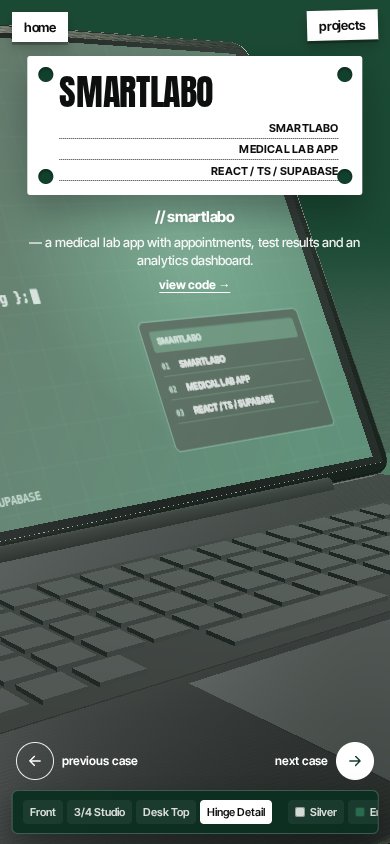 home
projects
SMARTLABO
SMARTLABO
MEDICAL LAB APP
REACT / TS / SUPABASE
// smartlabo
— a medical lab app with appointments, test results and an
analytics dashboard.
view code →
g };
SMARTLABO
01 SMARTLABO
02 MEDICAL LAB APP
03 REACT / TS / SUPABASE
UPABASE
← previous case
next case →
Front 3/4 Studio Desk Top Hinge Detail Silver